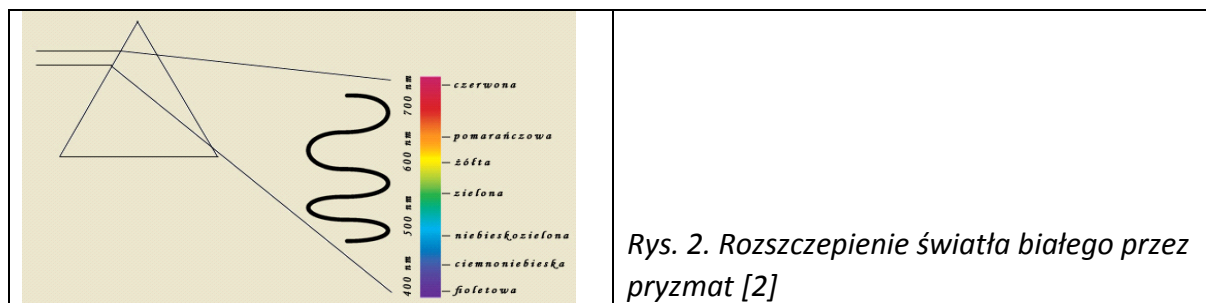 700 nm
600 nm
500 nm
400 nm
czerwona
pomarańczowa
żółta
zielona
niebieskozielona
ciemnoniebieska
fioletowa
Rys. 2. Rozszczepienie światła białego przez
pryzmat [2]